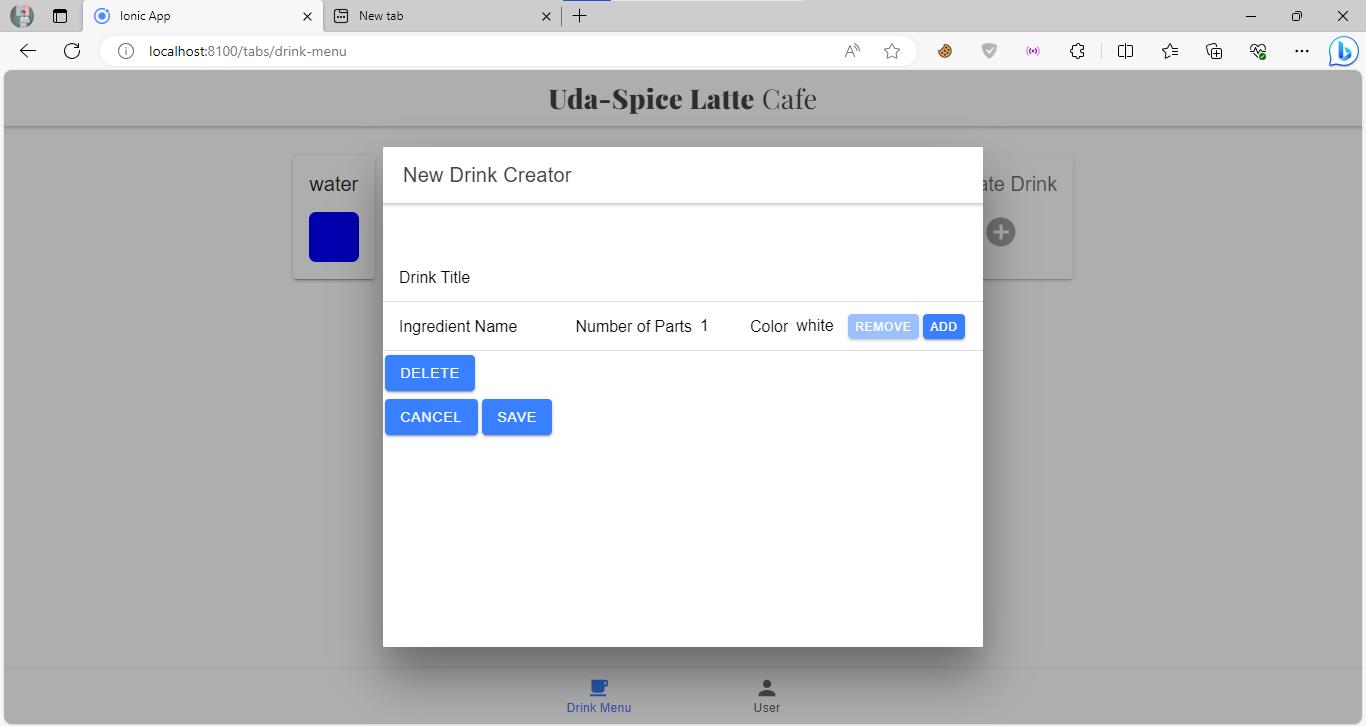 Ionic App
New tab
localhost:8100/tabs/drink-menu
Uda-Spice Latte Cafe
water
ate Drink
New Drink Creator
Drink Title
Ingredient Name Number of Parts 1 Color white REMOVE ADD
DELETE
CANCEL SAVE
Drink Menu User